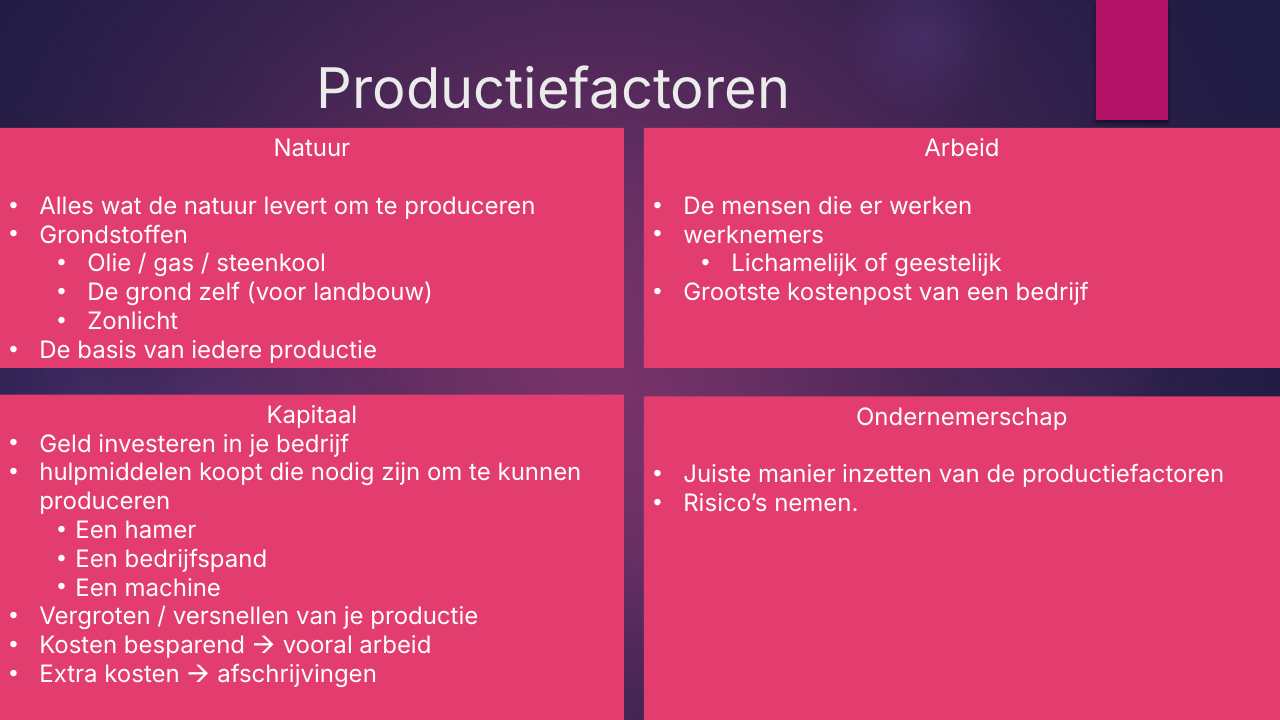 Productiefactoren
Natuur
• Alles wat de natuur levert om te produceren
• Grondstoffen
• Olie / gas / steenkool
• De grond zelf (voor landbouw)
• Zonlicht
• De basis van iedere productie
Arbeid
• De mensen die er werken
• werknemers
• Lichamelijk of geestelijk
• Grootste kostenpost van een bedrijf
Kapitaal
• Geld investeren in je bedrijf
• hulpmiddelen koopt die nodig zijn om te kunnen
produceren
• Een hamer
• Een bedrijfspand
• Een machine
• Vergroten / versnellen van je productie
• Kosten besparend → vooral arbeid
• Extra kosten → afschrijvingen
Ondernemerschap
• Juiste manier inzetten van de productiefactoren
• Risico’s nemen.